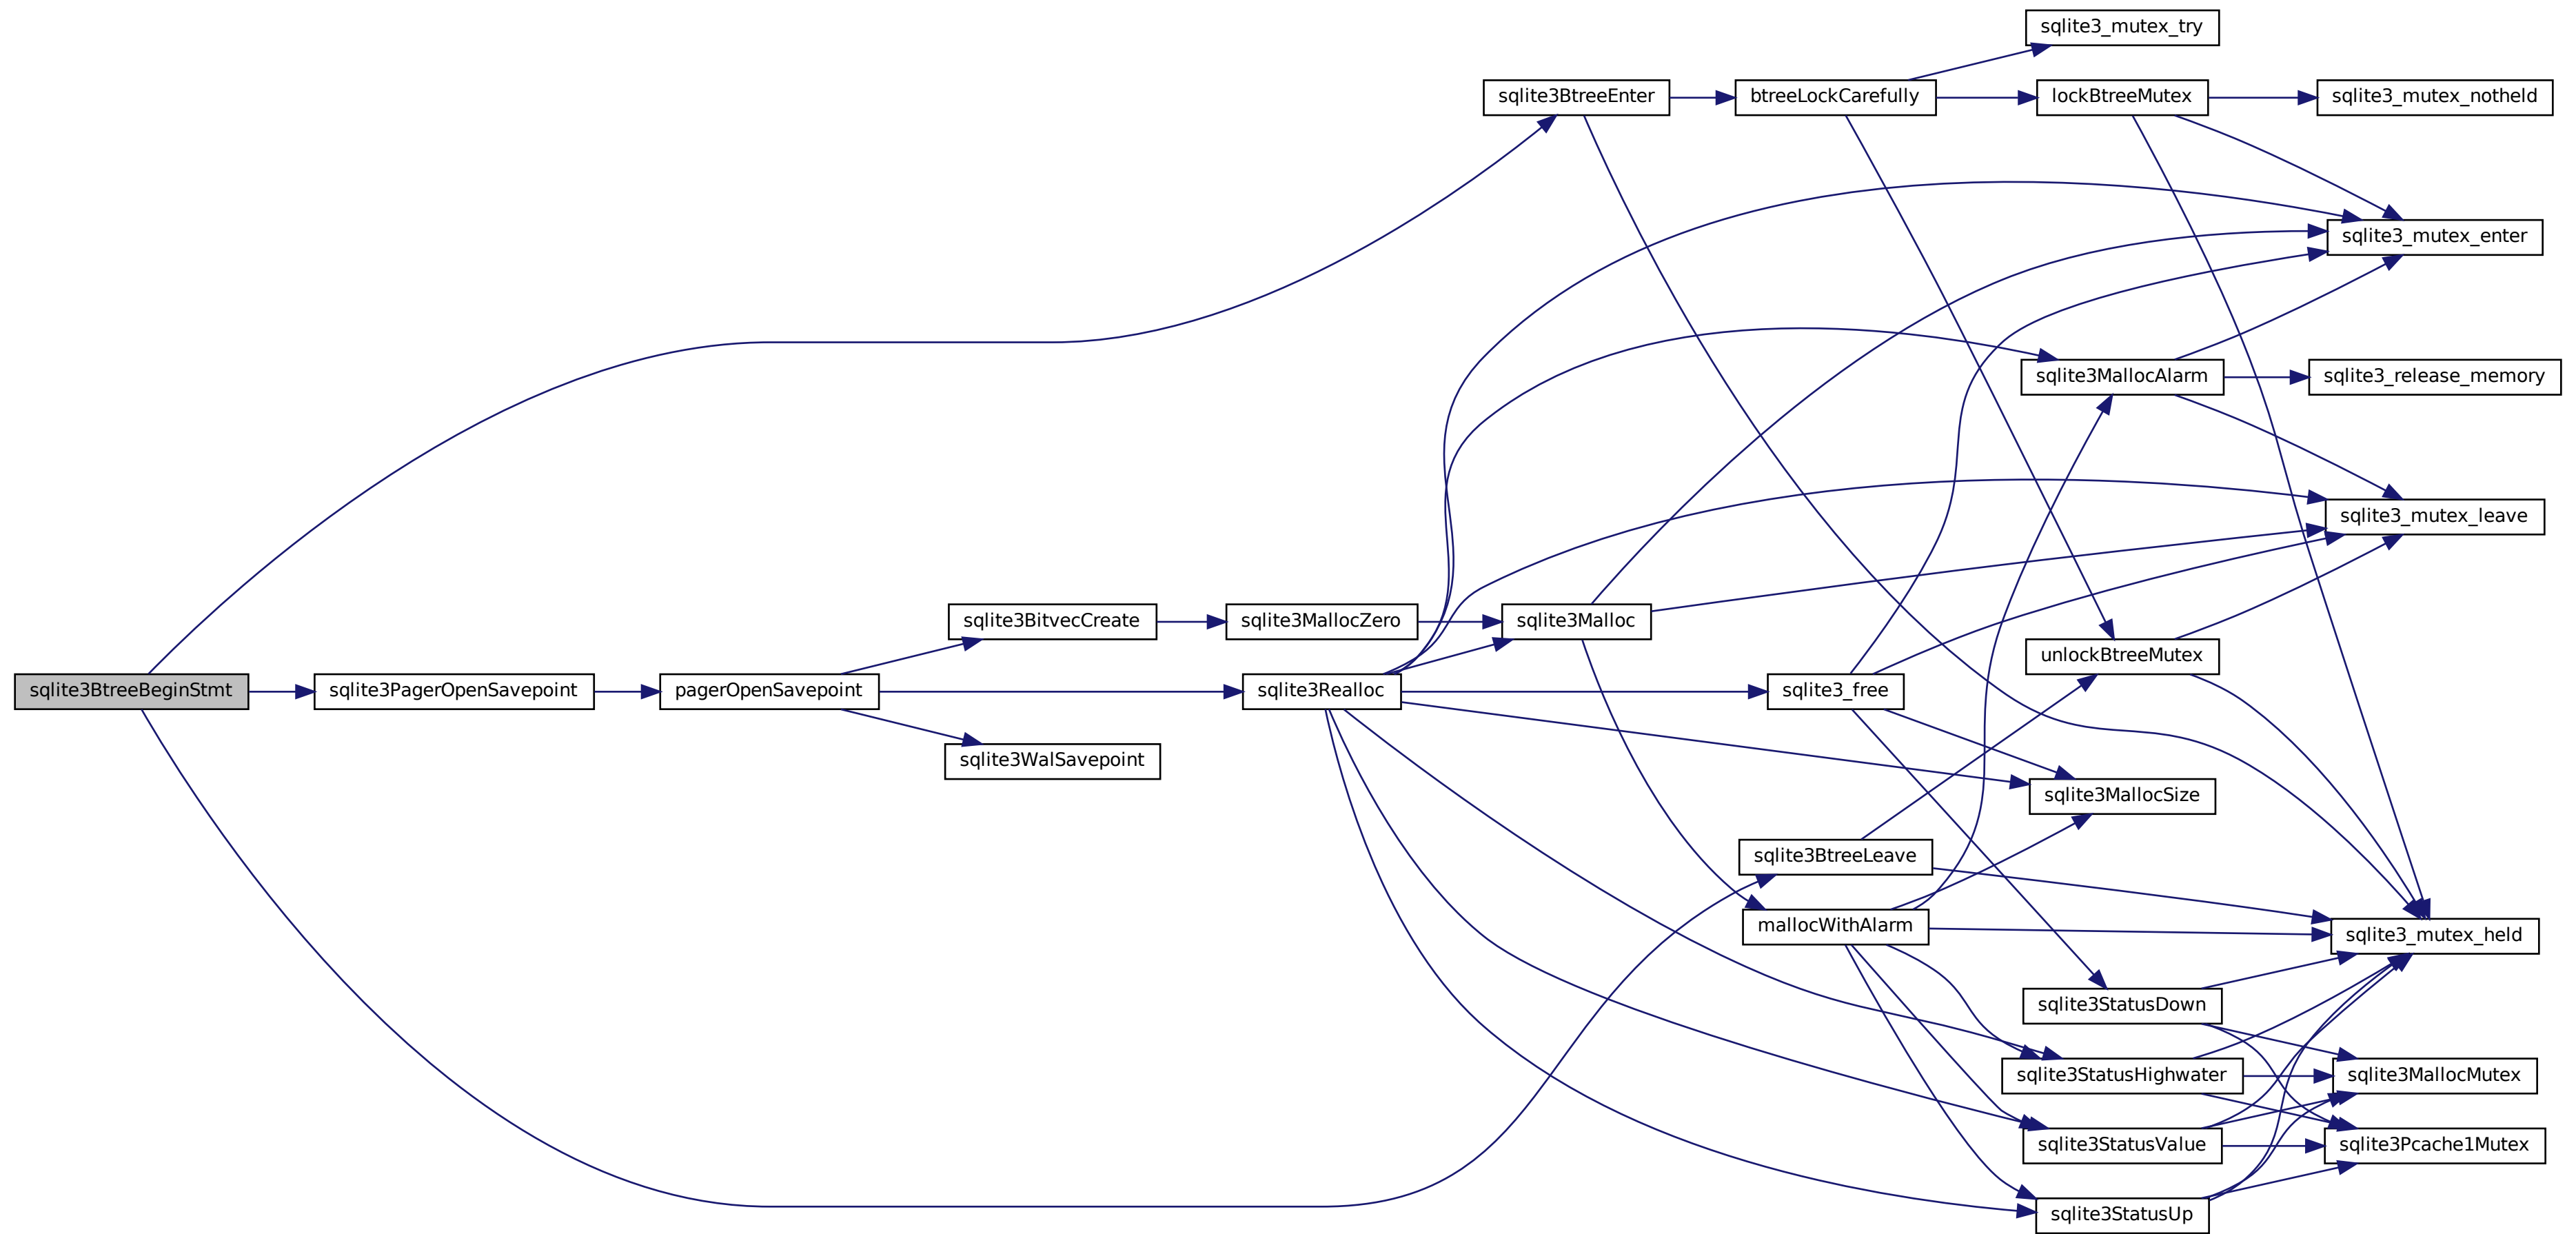 sqlite3_mutex_try
sqlite3BtreeEnter
btreeLockCarefully
lockBtreeMutex
sqlite3_mutex_notheld
sqlite3_mutex_enter
sqlite3MallocAlarm
sqlite3_release_memory
sqlite3_mutex_leave
sqlite3BitvecCreate
sqlite3MallocZero
sqlite3Malloc
unlockBtreeMutex
sqlite3BtreeBeginStmt
sqlite3PagerOpenSavepoint
pagerOpenSavepoint
sqlite3Realloc
sqlite3_free
sqlite3WalSavepoint
sqlite3MallocSize
sqlite3BtreeLeave
mallocWithAlarm
sqlite3_mutex_held
sqlite3StatusDown
sqlite3StatusHighwater
sqlite3MallocMutex
sqlite3StatusValue
sqlite3Pcache1Mutex
sqlite3StatusUp